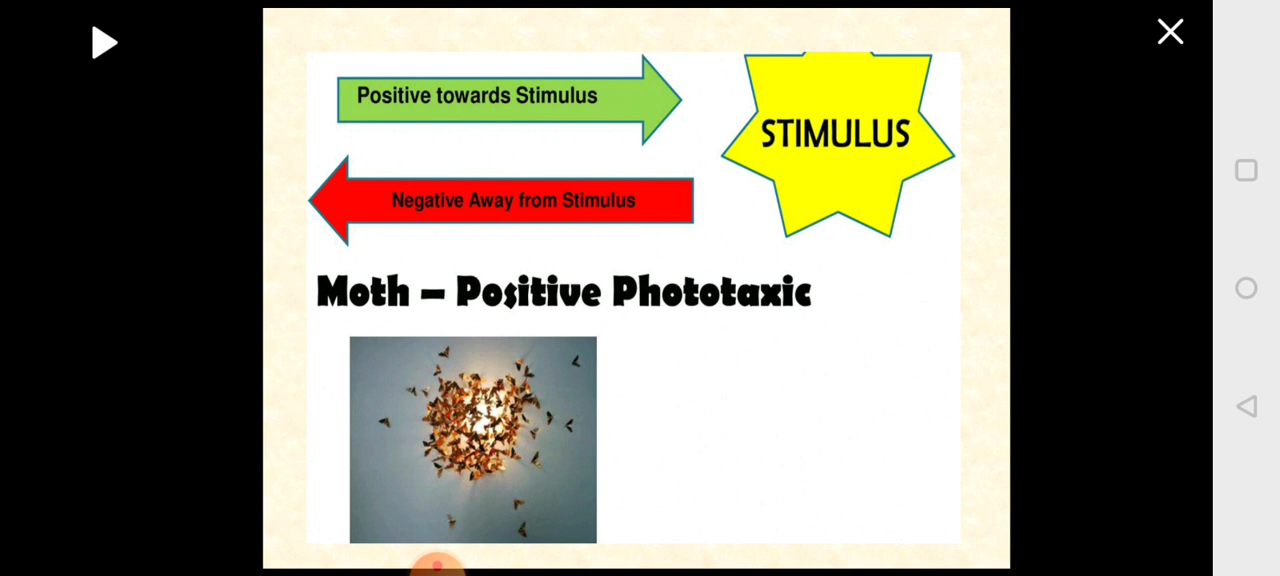 Positive towards Stimulus
STIMULUS
Negative Away from Stimulus
Moth – Positive Phototaxic